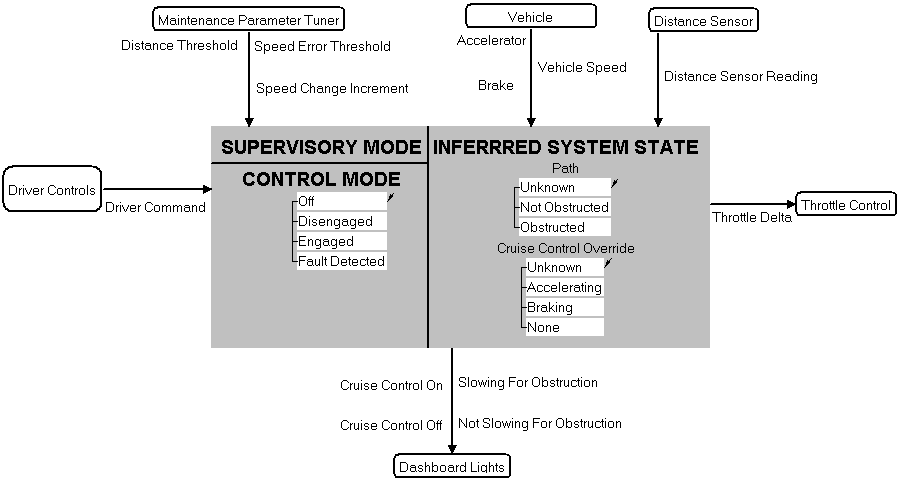 Maintenance Parameter Tuner
Vehicle
Distance Sensor
Distance Threshold
Speed Error Threshold
Speed Change Increment
Accelerator
Vehicle Speed
Brake
Distance Sensor Reading
SUPERVISORY MODE
INFERRRED SYSTEM STATE
Driver Controls
Driver Command
CONTROL MODE
Off
Disengaged
Engaged
Fault Detected
Path
Unknown
Not Obstructed
Obstructed
Cruise Control Override
Unknown
Accelerating
Braking
None
Throttle Delta
Throttle Control
Cruise Control On
Slowing For Obstruction
Cruise Control Off
Not Slowing For Obstruction
Dashboard Lights